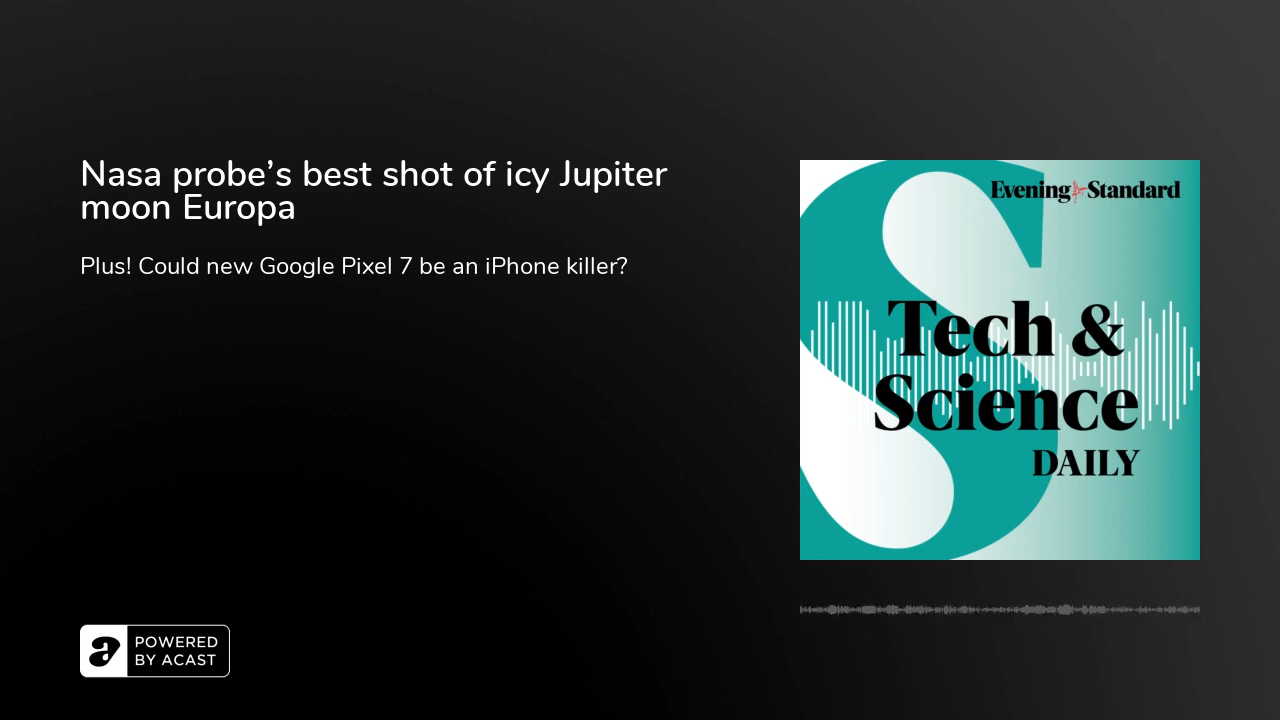 Nasa probe’s best shot of icy Jupiter
moon Europa
Plus! Could new Google Pixel 7 be an iPhone killer?
Evening Standard
Tech &
Science
DAILY
POWERED
BY ACAST